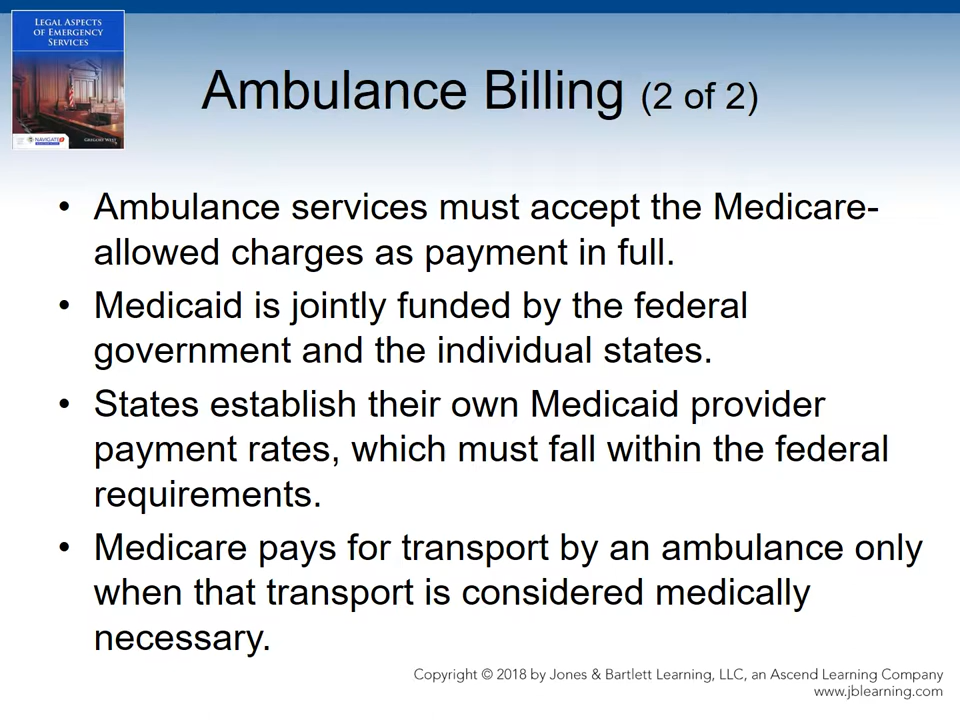 LEGAL ASPECTS
OF EMERGENCY
SERVICES
NAVIGATE 2
GREGORY WEST
Ambulance Billing (2 of 2)
• Ambulance services must accept the Medicare-
allowed charges as payment in full.
• Medicaid is jointly funded by the federal
government and the individual states.
• States establish their own Medicaid provider
payment rates, which must fall within the federal
requirements.
• Medicare pays for transport by an ambulance only
when that transport is considered medically
necessary.
Copyright © 2018 by Jones & Bartlett Learning, LLC, an Ascend Learning Company
www.jblearning.com